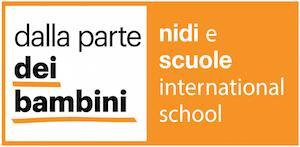 dalla parte
dei
bambini
nidi e
scuole
international
school